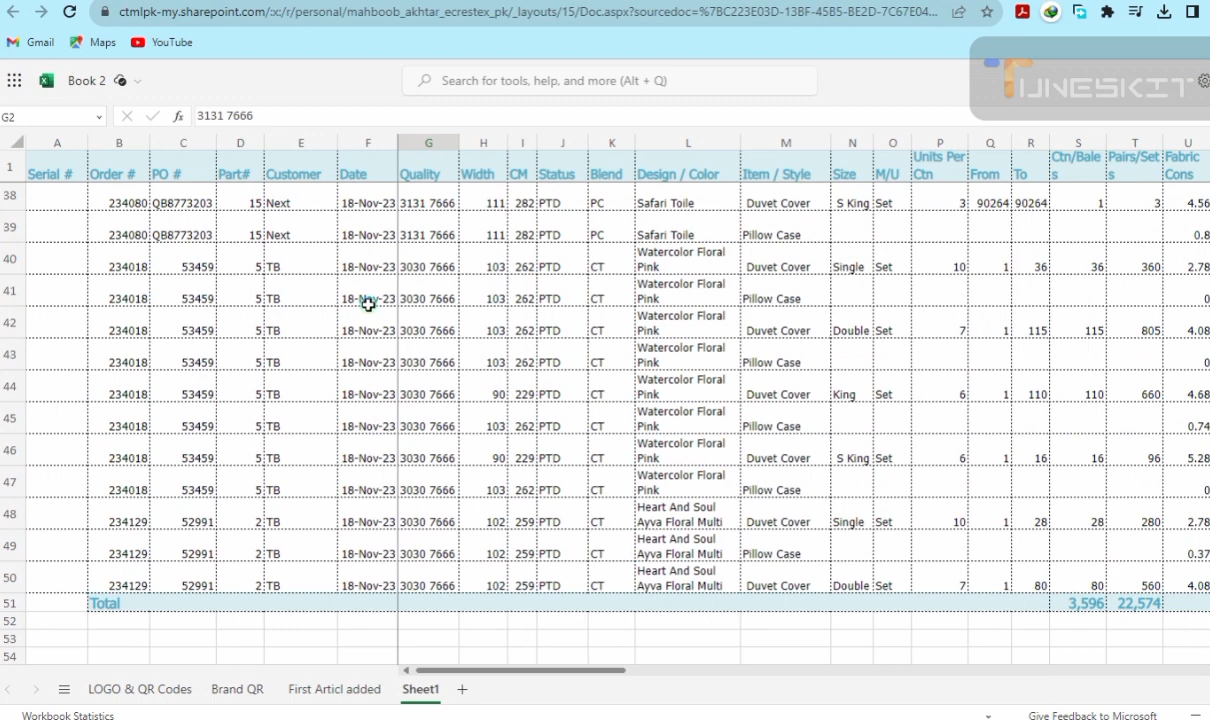 ctmlpk-my.sharepoint.com/:x:/r/personal/mahboob_akhtar_ecrestex_pk/_layouts/15/Doc.aspx?sourcedoc=%7BC223E03D-13BF-45B5-BE2D-7C67E04...
Gmail Maps YouTube
Book 2 Search for tools, help, and more (Alt + Q) TUNESKIT
G2 fx 3131 7666
A B C D E F G H I J K L M N O P Q R S T U
1 Serial # Order # PO # Part# Customer Date Quality Width CM Status Blend Design / Color Item / Style Size M/U Units Per Ctn From To Ctn/Bales Pairs/Sets Fabric Cons
38 234080 QB8773203 15 Next 18-Nov-23 3131 7666 111 282 PTD PC Safari Toile Duvet Cover S King Set 3 90264 90264 1 3 4.56
39 234080 QB8773203 15 Next 18-Nov-23 3131 7666 111 282 PTD PC Safari Toile Pillow Case 0.8
40 234018 53459 5 TB 18-Nov-23 3030 7666 103 262 PTD CT Watercolor Floral Pink Duvet Cover Single Set 10 1 36 36 360 2.78
41 234018 53459 5 TB 18-Nov-23 3030 7666 103 262 PTD CT Watercolor Floral Pink Pillow Case 0
42 234018 53459 5 TB 18-Nov-23 3030 7666 103 262 PTD CT Watercolor Floral Pink Duvet Cover Double Set 7 1 115 115 805 4.08
43 234018 53459 5 TB 18-Nov-23 3030 7666 103 262 PTD CT Watercolor Floral Pink Pillow Case 0
44 234018 53459 5 TB 18-Nov-23 3030 7666 90 229 PTD CT Watercolor Floral Pink Duvet Cover King Set 6 1 110 110 660 4.68
45 234018 53459 5 TB 18-Nov-23 3030 7666 103 262 PTD CT Watercolor Floral Pink Pillow Case 0.74
46 234018 53459 5 TB 18-Nov-23 3030 7666 90 229 PTD CT Watercolor Floral Pink Duvet Cover S King Set 6 1 16 16 96 5.28
47 234018 53459 5 TB 18-Nov-23 3030 7666 103 262 PTD CT Watercolor Floral Pink Pillow Case 0
48 234129 52991 2 TB 18-Nov-23 3030 7666 102 259 PTD CT Heart And Soul Ayva Floral Multi Duvet Cover Single Set 10 1 28 28 280 2.78
49 234129 52991 2 TB 18-Nov-23 3030 7666 102 259 PTD CT Heart And Soul Ayva Floral Multi Pillow Case 0.37
50 234129 52991 2 TB 18-Nov-23 3030 7666 102 259 PTD CT Heart And Soul Ayva Floral Multi Duvet Cover Double Set 7 1 80 80 560 4.08
51 Total 3,596 22,574
52
53
54
LOGO & QR Codes Brand QR First Articl added Sheet1
Workbook Statistics Give Feedback to Microsoft